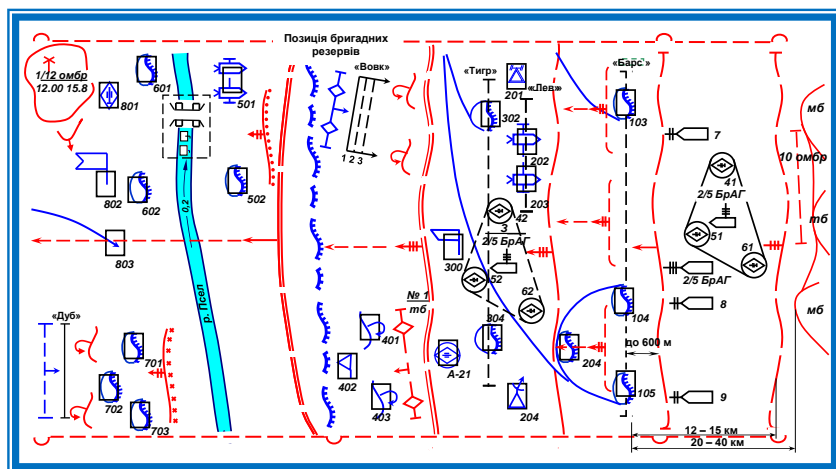 Позиція бригадних
резервів
1/12 омбр
12.00 15.8
801
601
501
802
602
502
803
0,2
р. Псел
«Дуб»
701
702
703
«Вовк»
1 2 3
№ 1
тб
401
402
403
А-21
300
«Тигр»
«Лев»
«Барс»
201
302
202
203
42
3
2/5 БрАГ
52
62
304
204
204
103
104
105
до 600 м
7
41
2/5 БрАГ
51
61
2/5 БрАГ
8
9
мб
10 омбр
тб
мб
12 – 15 км
20 – 40 км